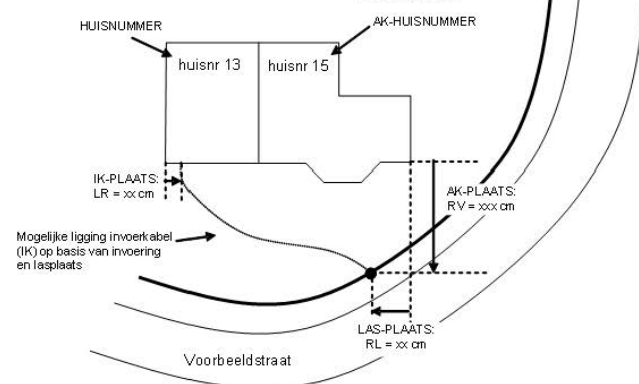 HUISNUMMER
AK-HUISNUMMER
huisnr 13
huisnr 15
IK-PLAATS:
LR = xx cm
AK-PLAATS:
RV = xxx cm
Mogelijke ligging invoerkabel
(IK) op basis van invoering
en lasplaats
LAS-PLAATS:
RL = xx cm
Voorbeeldstraat